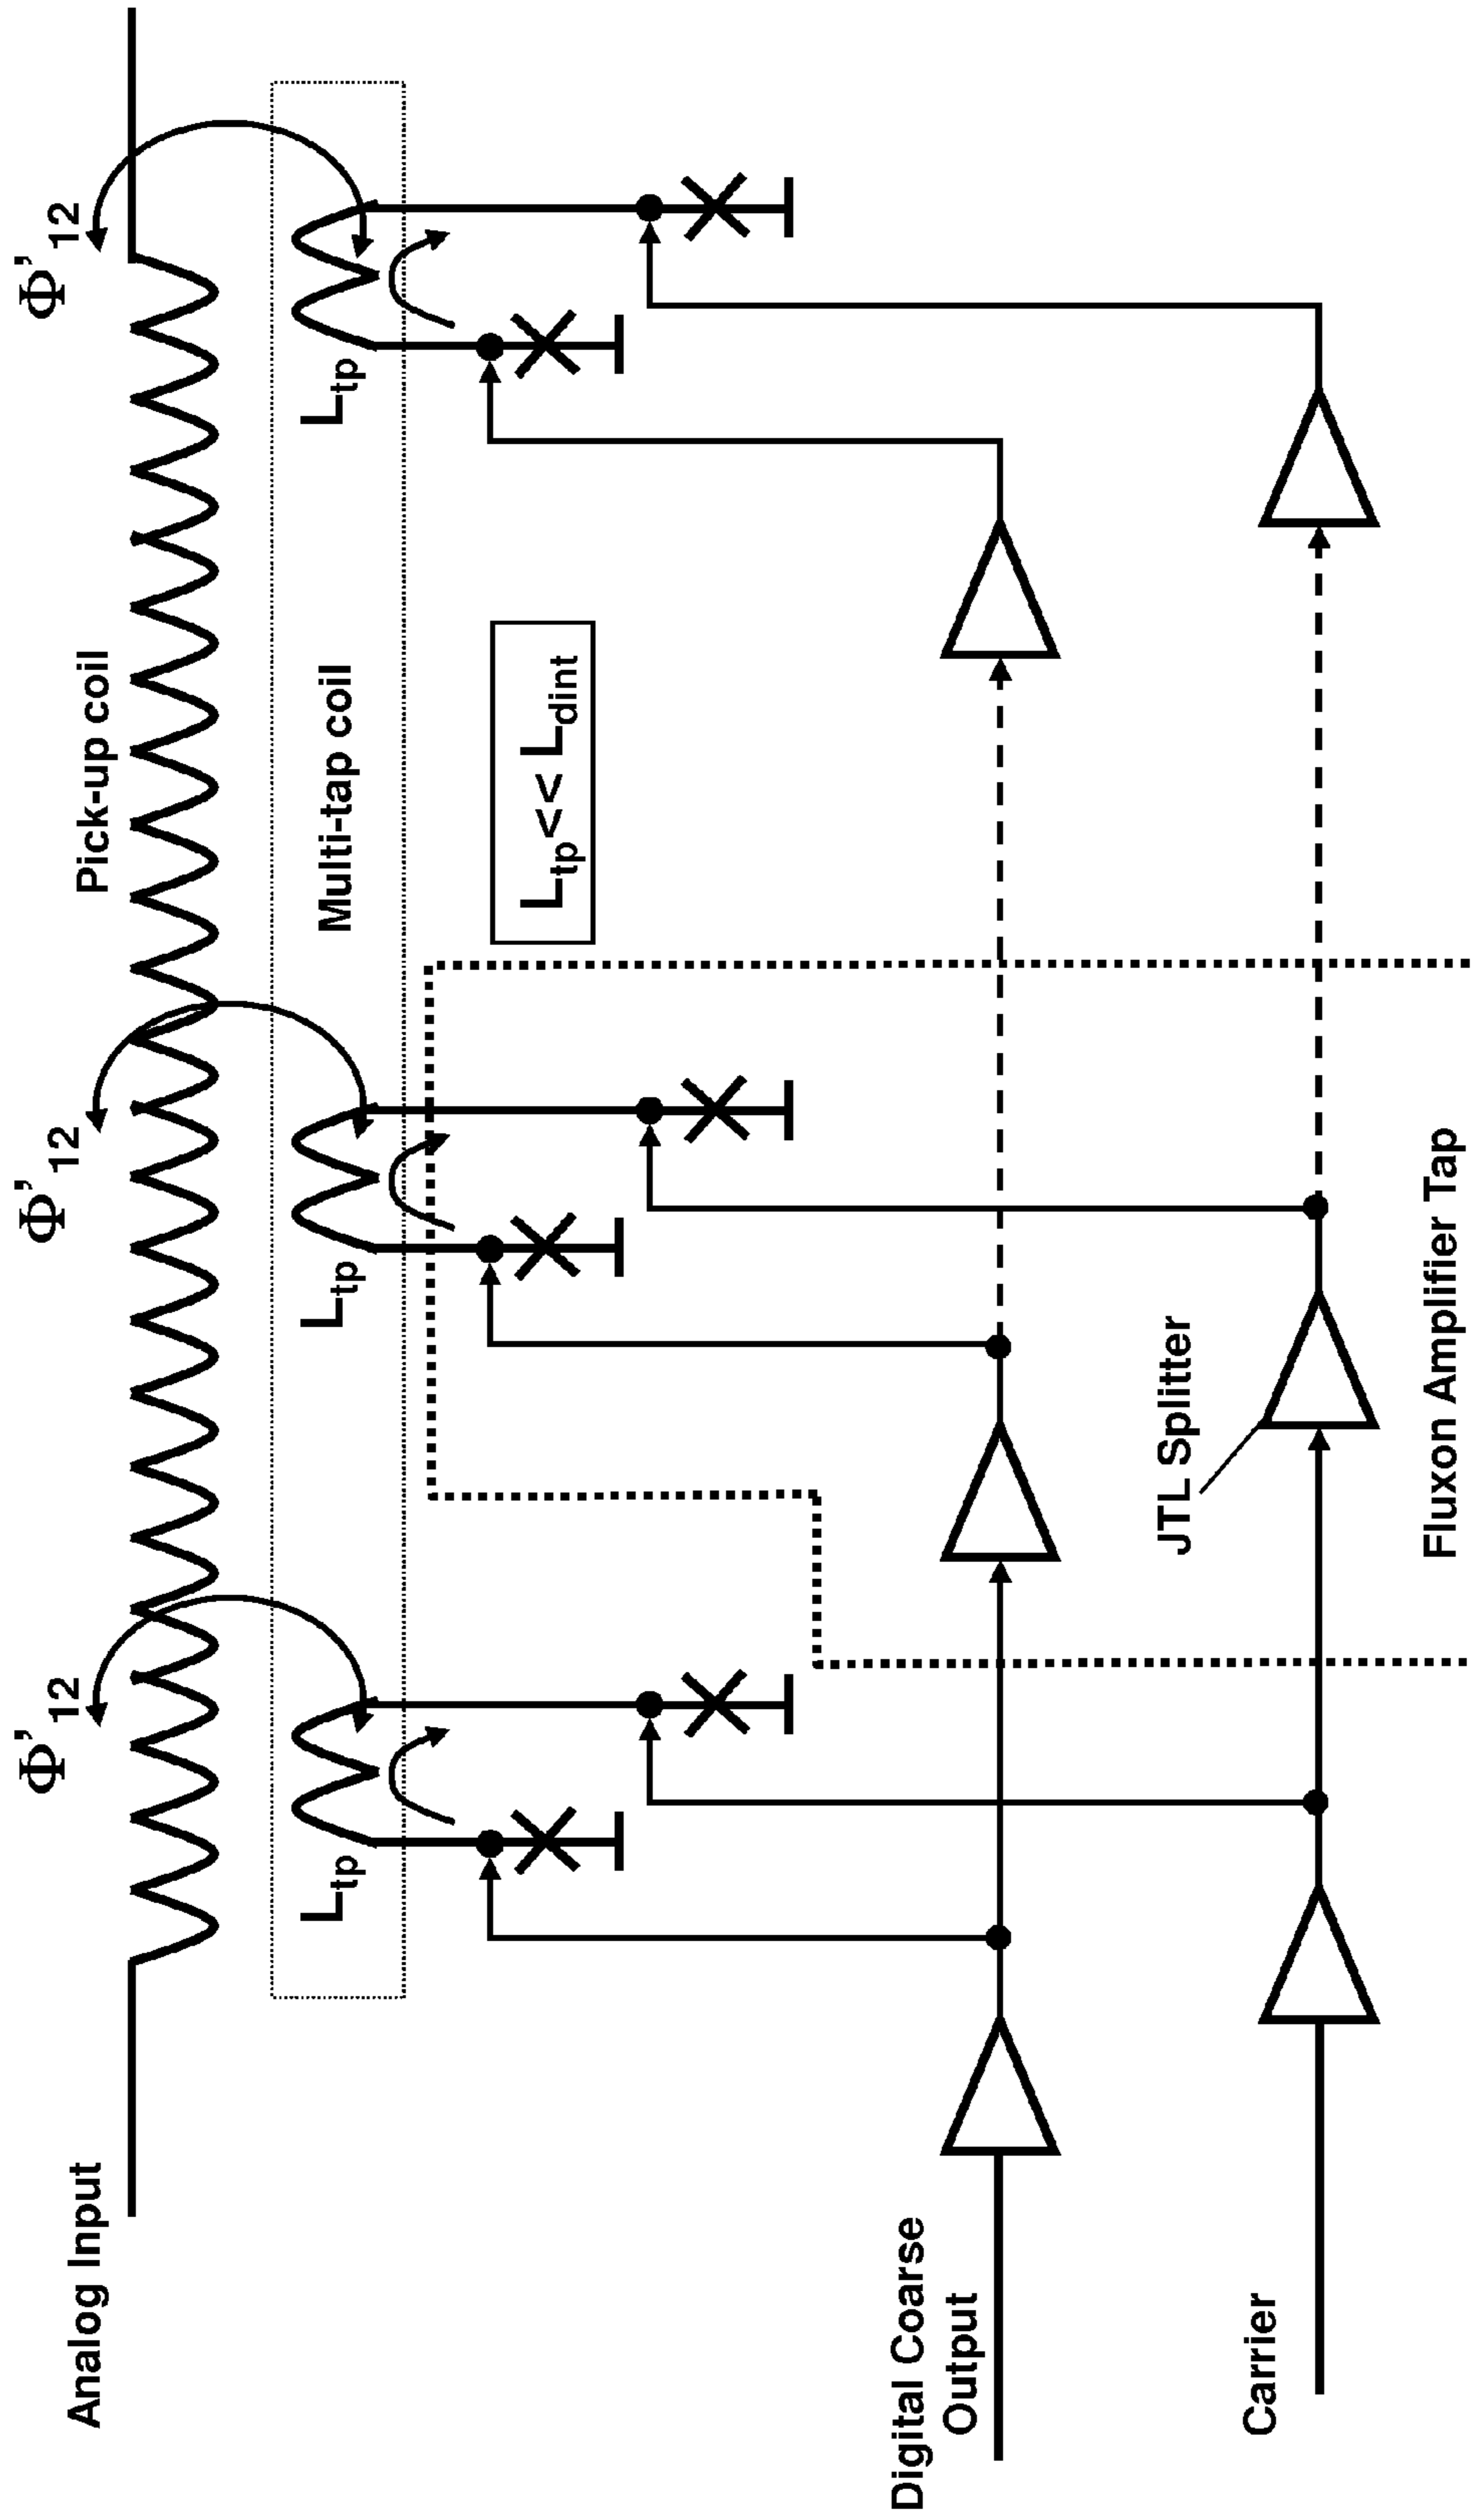 Analog Input
Φ'12
Φ'12
Φ'12
Pick-up coil
Multi-tap coil
Ltp
Ltp
Ltp
Ltp << Ldint
Digital Coarse
Output
JTL Splitter
Carrier
Fluxon Amplifier Tap